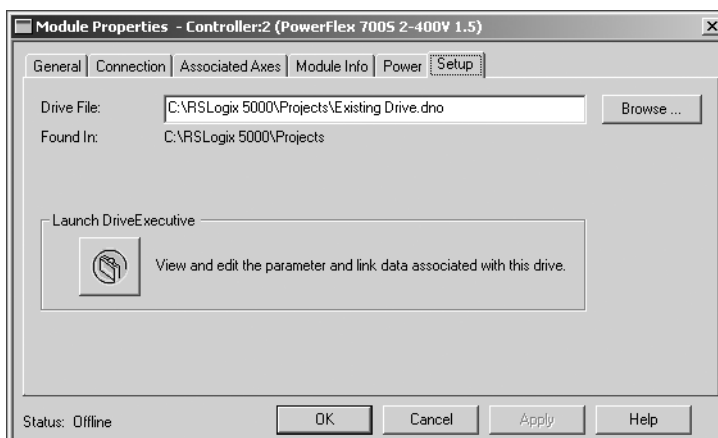 Module Properties - Controller:2 (PowerFlex 700S 2-400V 1.5)
General Connection Associated Axes Module Info Power Setup
Drive File: C:\RSLogix 5000\Projects\Existing Drive.dno Browse ...
Found In: C:\RSLogix 5000\Projects
Launch DriveExecutive
View and edit the parameter and link data associated with this drive.
Status: Offline OK Cancel Apply Help